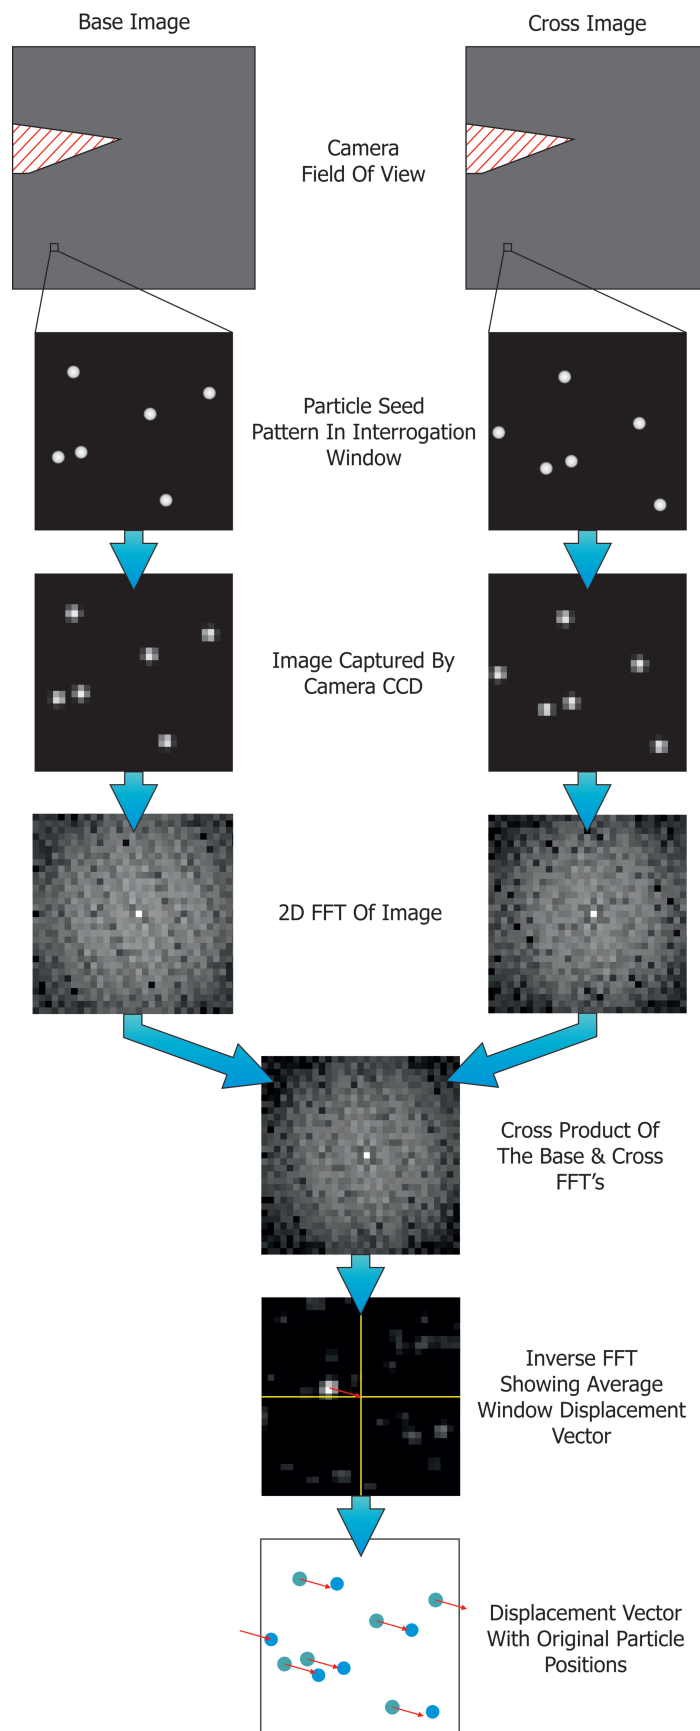 Base Image
Cross Image
Camera
Field Of View
Particle Seed
Pattern In Interrogation
Window
Image Captured By
Camera CCD
2D FFT Of Image
Cross Product Of
The Base & Cross
FFT's
Inverse FFT
Showing Average
Window Displacement
Vector
Displacement Vector
With Original Particle
Positions